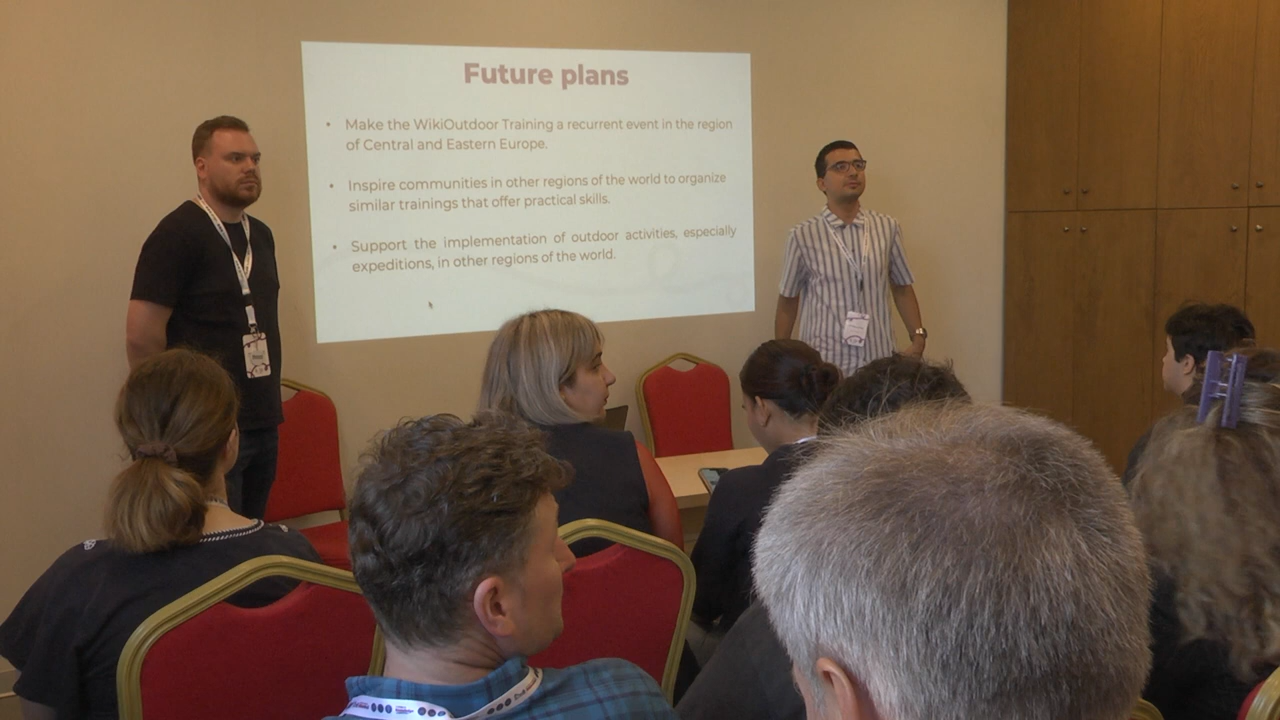 Future plans
• Make the WikiOutdoor Training a recurrent event in the region
of Central and Eastern Europe.
• Inspire communities in other regions of the world to organize
similar trainings that offer practical skills.
• Support the implementation of outdoor activities, especially
expeditions, in other regions of the world.